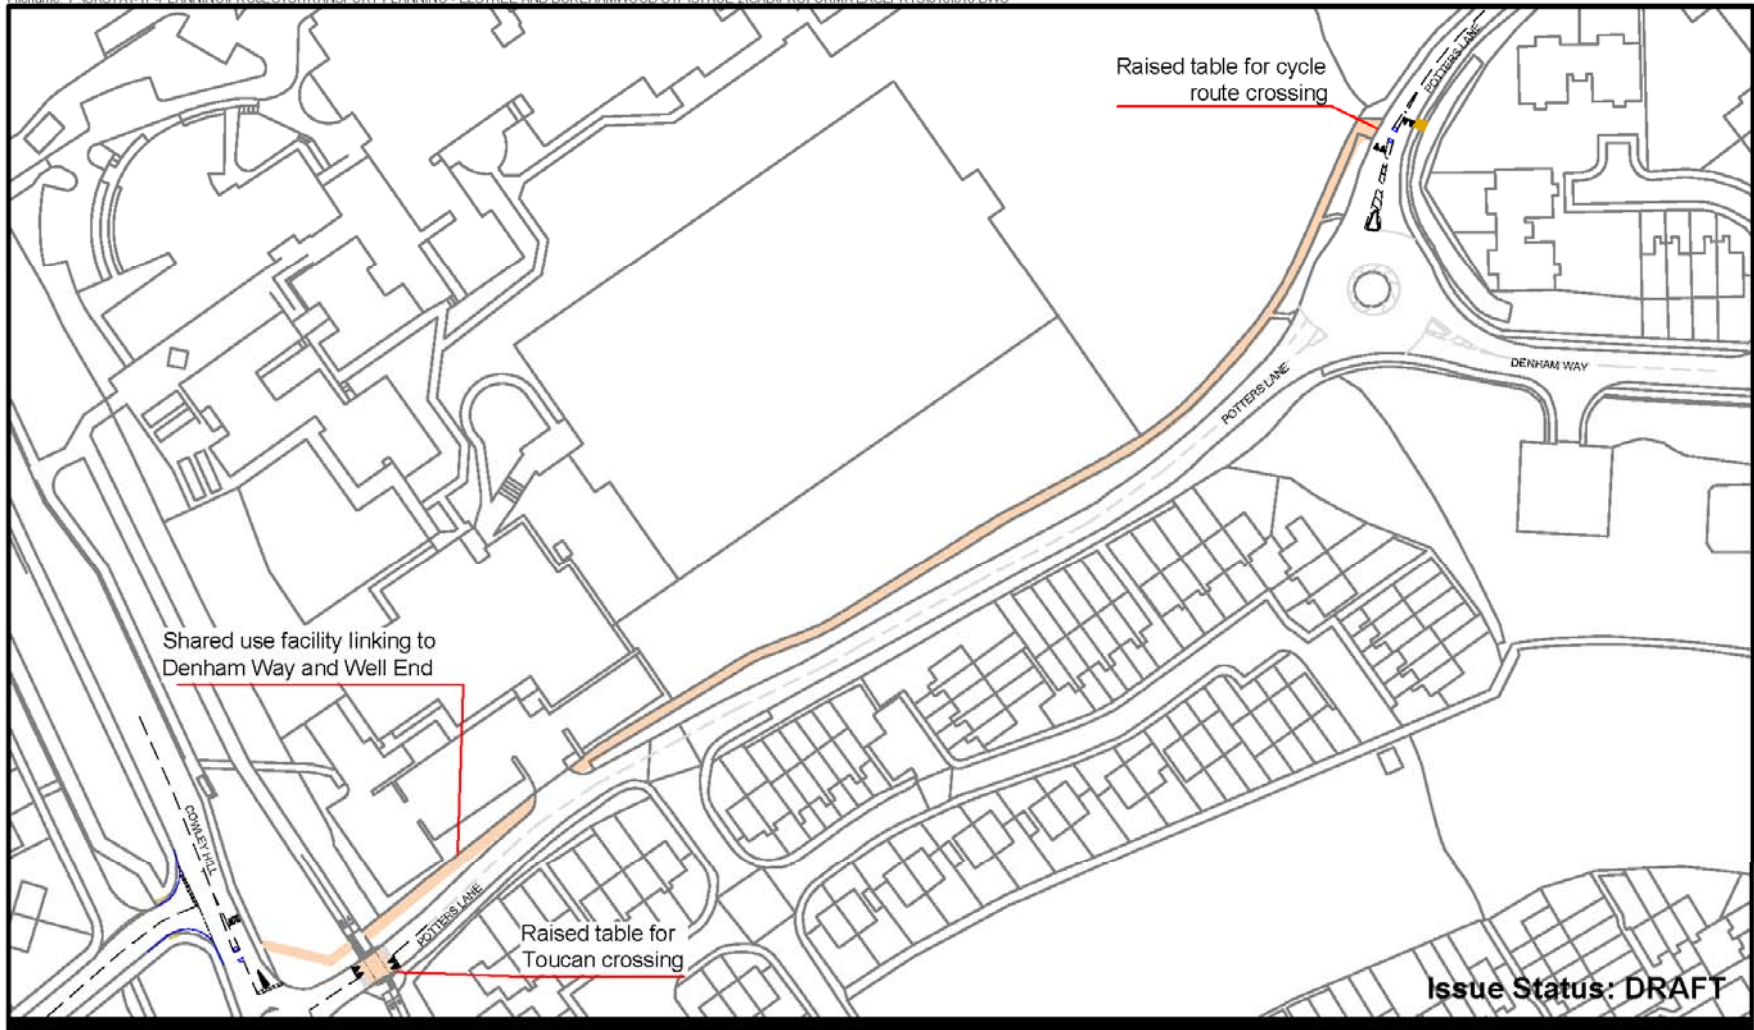 Raised table for cycle
route crossing
POTTERS LANE
DENHAM WAY
POTTERS LANE
Shared use facility linking to
Denham Way and Well End
COWLEY HILL
POTTERS LANE
Raised table for
Toucan crossing
Issue Status: DRAFT